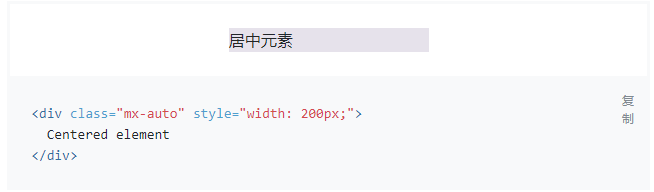 居中元素
复
制
<div class="mx-auto" style="width: 200px;">
  Centered element
</div>